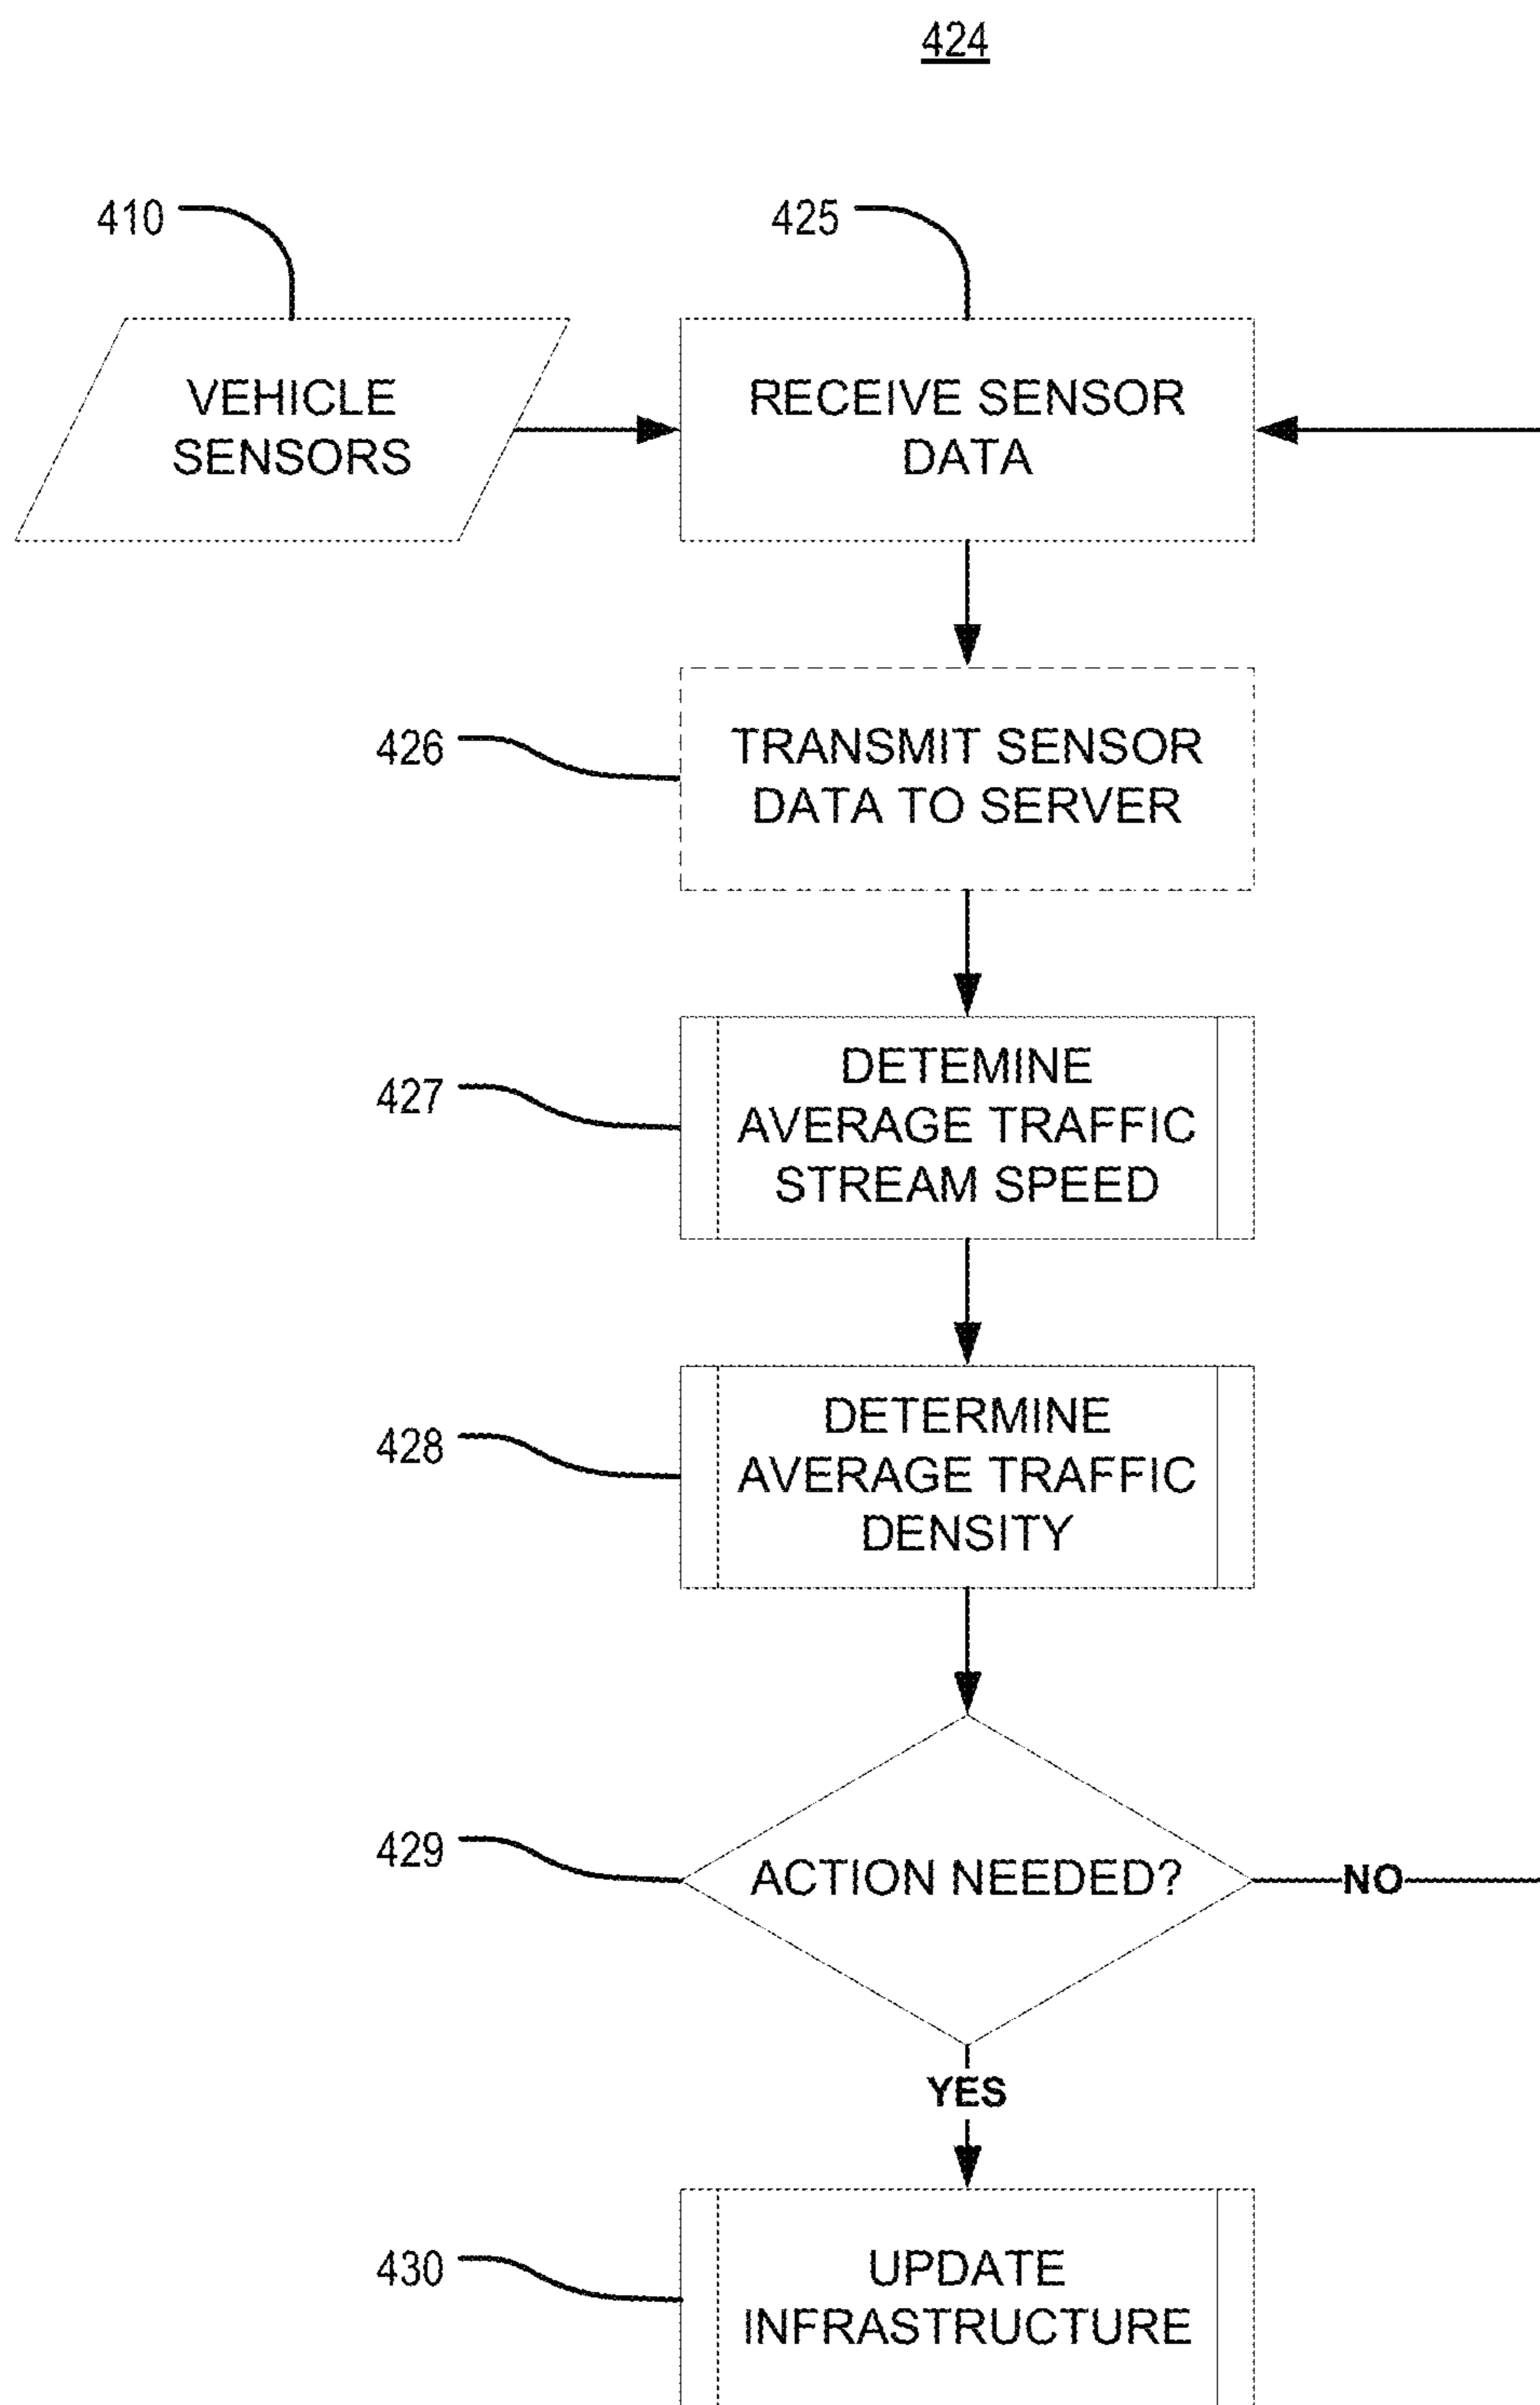 424
410
425
VEHICLE
SENSORS
RECEIVE SENSOR
DATA
426
TRANSMIT SENSOR
DATA TO SERVER
427
DETEMINE
AVERAGE TRAFFIC
STREAM SPEED
428
DETERMINE
AVERAGE TRAFFIC
DENSITY
429
ACTION NEEDED?
NO
YES
430
UPDATE
INFRASTRUCTURE